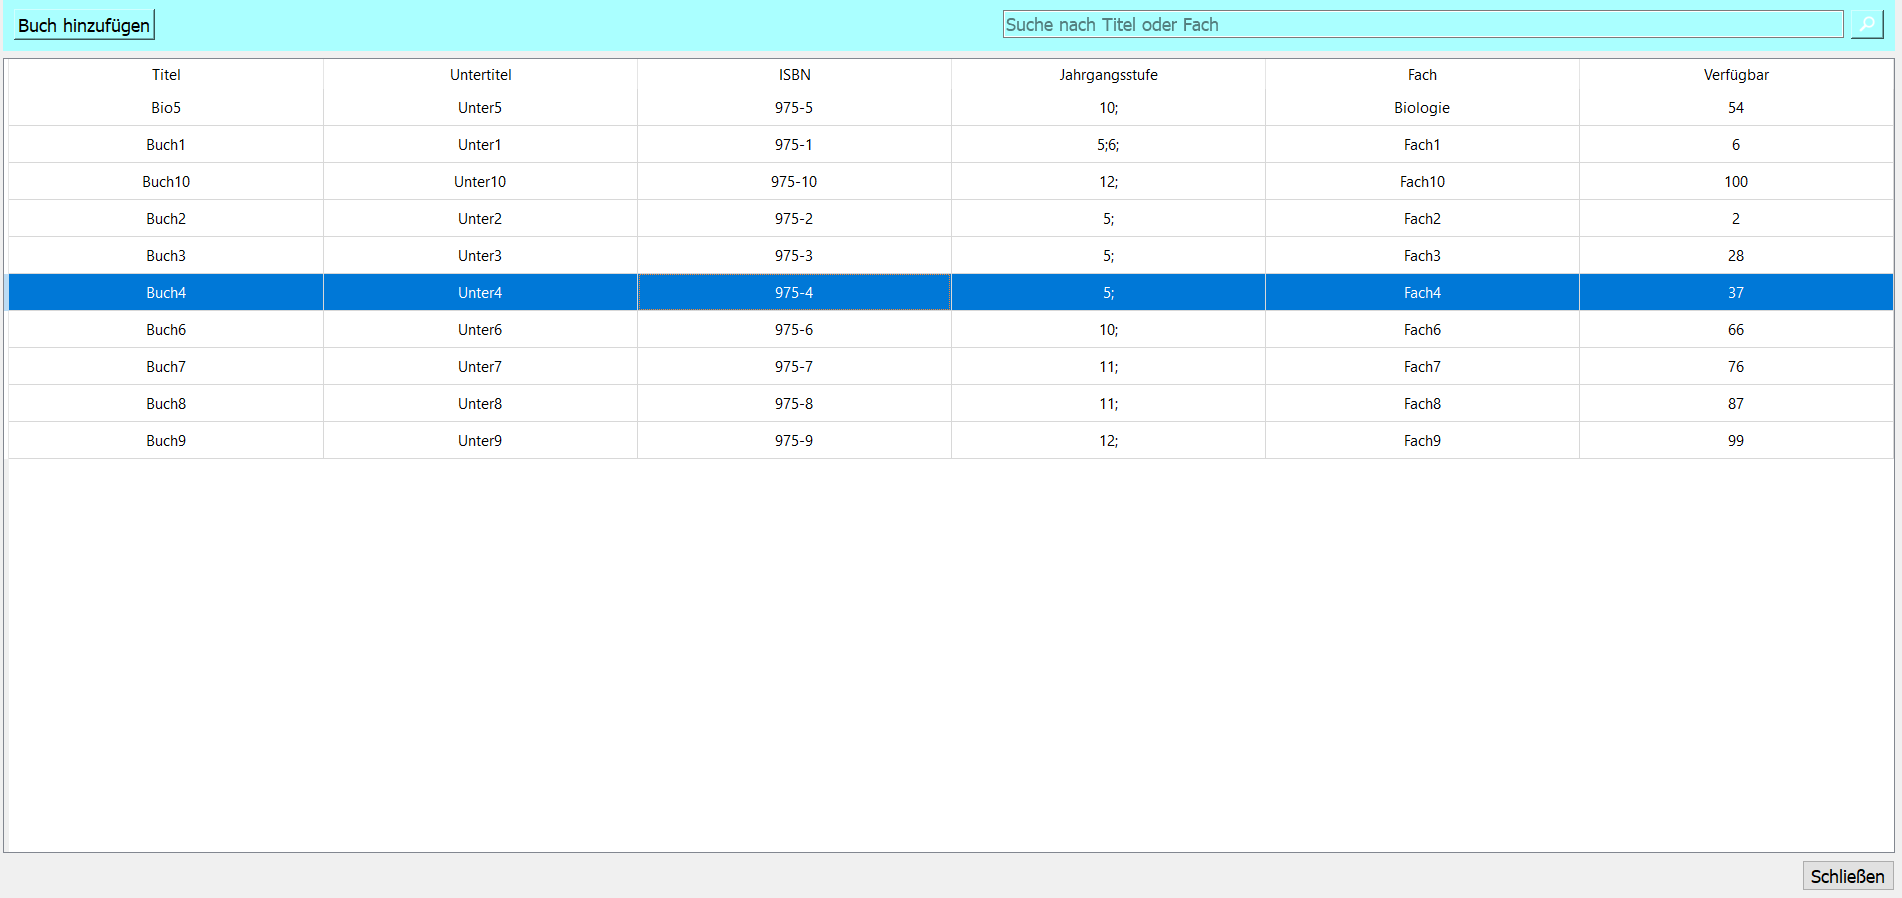 Buch hinzufügen Suche nach Titel oder Fach
Titel Untertitel ISBN Jahrgangsstufe Fach Verfügbar
Bio5 Unter5 975-5 10; Biologie 54
Buch1 Unter1 975-1 5;6; Fach1 6
Buch10 Unter10 975-10 12; Fach10 100
Buch2 Unter2 975-2 5; Fach2 2
Buch3 Unter3 975-3 5; Fach3 28
Buch4 Unter4 975-4 5; Fach4 37
Buch6 Unter6 975-6 10; Fach6 66
Buch7 Unter7 975-7 11; Fach7 76
Buch8 Unter8 975-8 11; Fach8 87
Buch9 Unter9 975-9 12; Fach9 99
Schließen